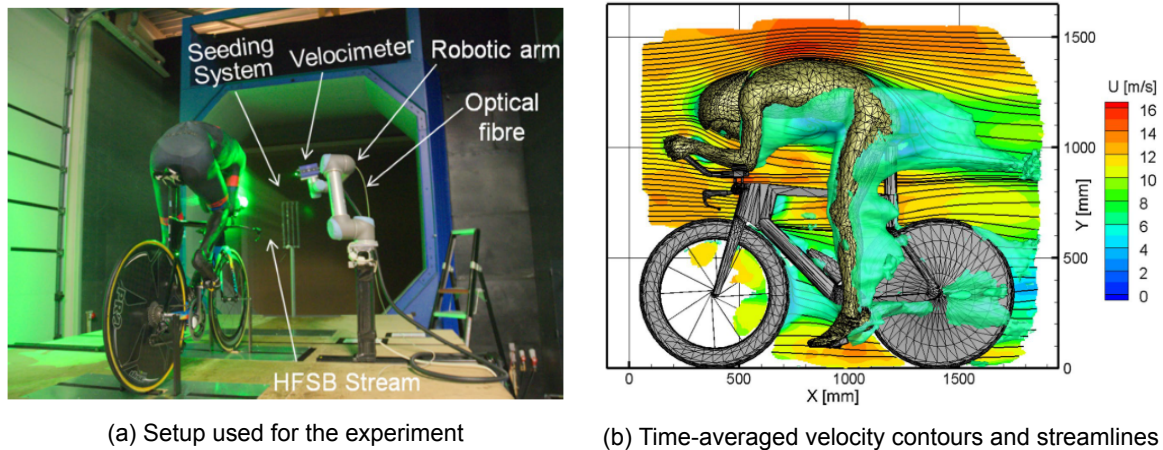 Seeding
System
Velocimeter
Robotic arm
Optical
fibre
HFSB Stream
PRO
(a) Setup used for the experiment
1500
1000
500
0
Y [mm]
0
500
1000
1500
X [mm]
U [m/s]
16
14
12
10
8
6
4
2
0
(b) Time-averaged velocity contours and streamlines